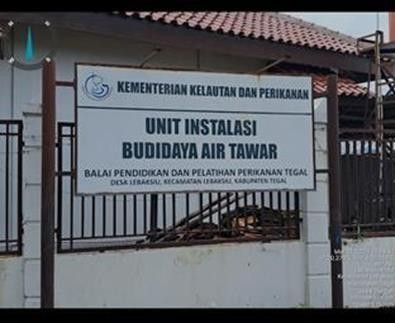 KEMENTERIAN KELAUTAN DAN PERIKANAN
UNIT INSTALASI
BUDIDAYA AIR TAWAR
BALAI PENDIDIKAN DAN PELATIHAN PERIKANAN TEGAL
DESA LEBAKSIU, KECAMATAN LEBAKSIU, KABUPATEN TEGAL